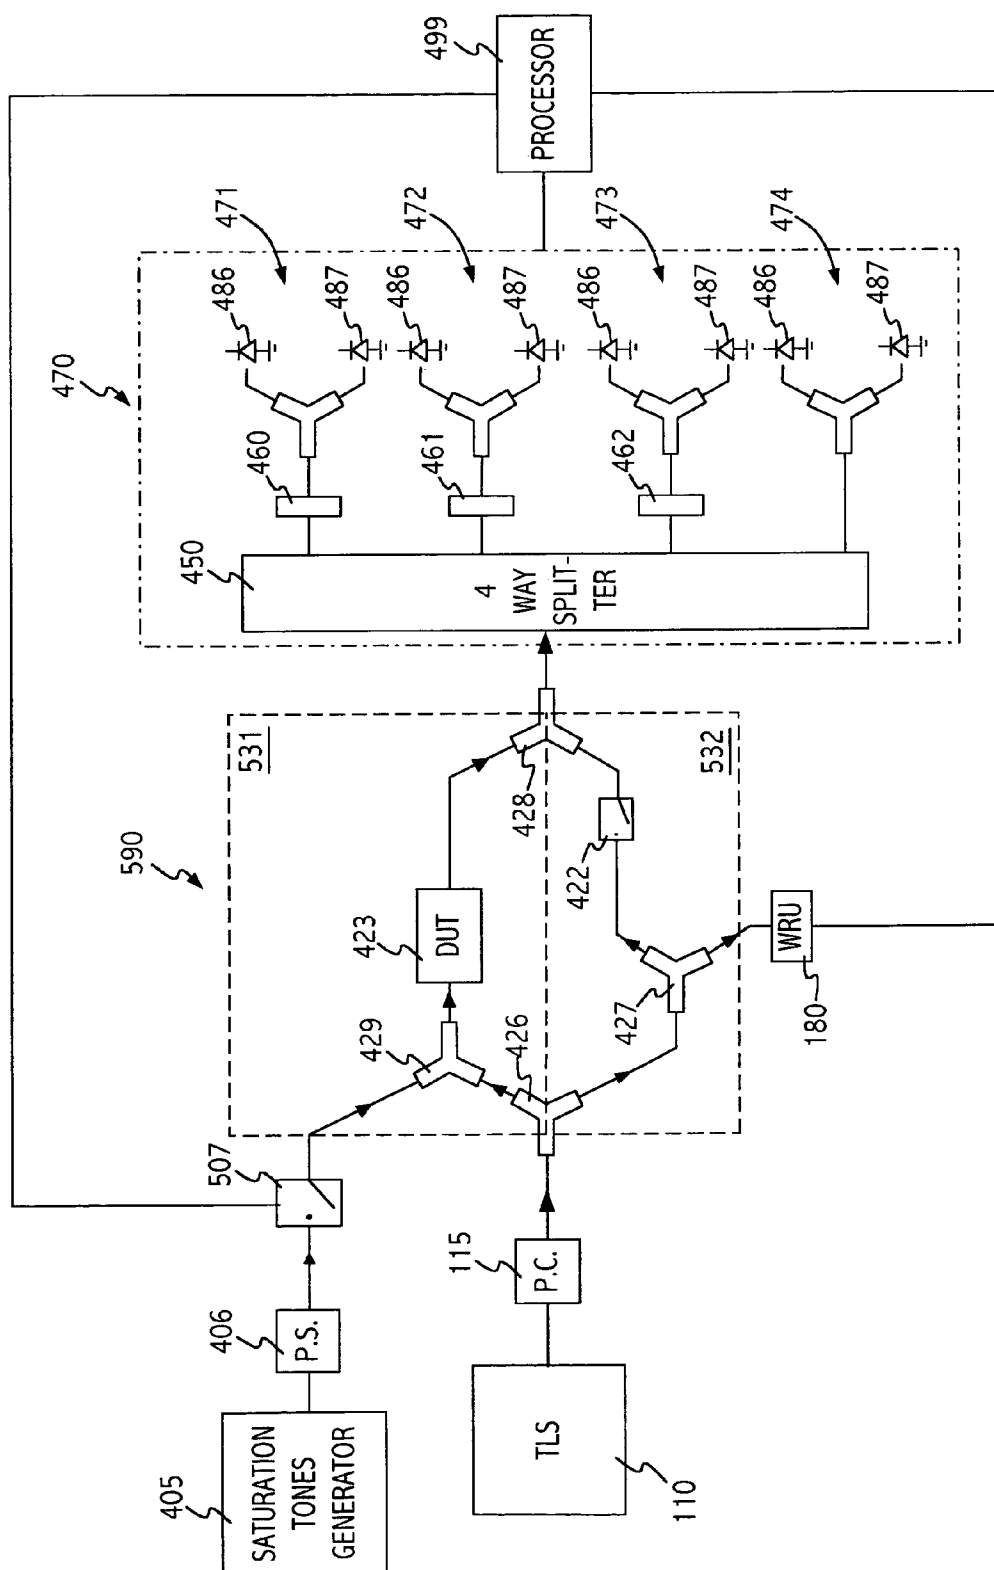 405
SATURATION
TONES
GENERATOR
406
P.S.
507
TLS
110
115
P.C.
590
531
532
429
426
423
DUT
427
422
428
WRU
180
470
450
4
WAY
SPLIT-
TER
460
461
462
486
487
486
487
486
487
486
487
471
472
473
474
499
PROCESSOR